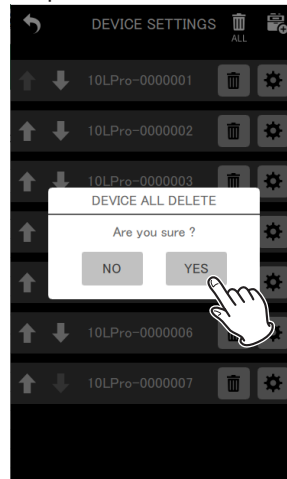 DEVICE SETTINGS
ALL
10LPro-0000001
10LPro-0000002
10LPro-0000003
DEVICE ALL DELETE
Are you sure ?
NO YES
10LPro-0000006
10LPro-0000007